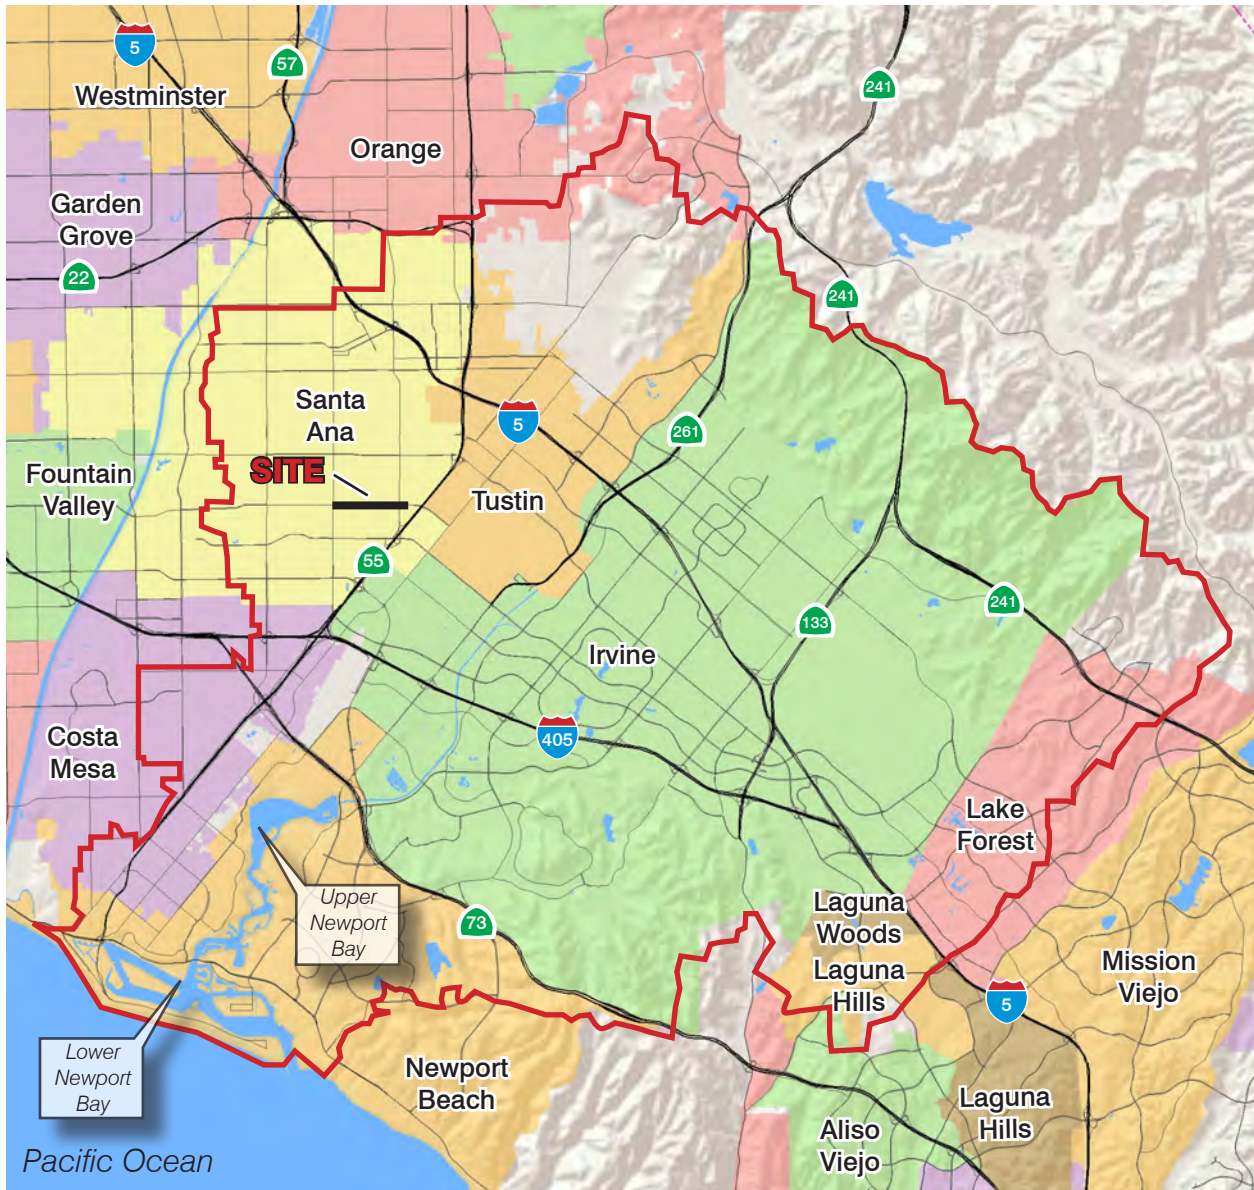 5
57
241
Westminster
Orange
Garden
Grove
22
241
Santa
Ana
5
261
SITE
Fountain
Valley
Tustin
55
241
133
Irvine
Costa
Mesa
405
Lake
Forest
Upper
Newport
Bay
73
Laguna
Woods
Laguna
Hills
Mission
Viejo
5
Lower
Newport
Bay
Newport
Beach
Laguna
Hills
Aliso
Viejo
Pacific Ocean